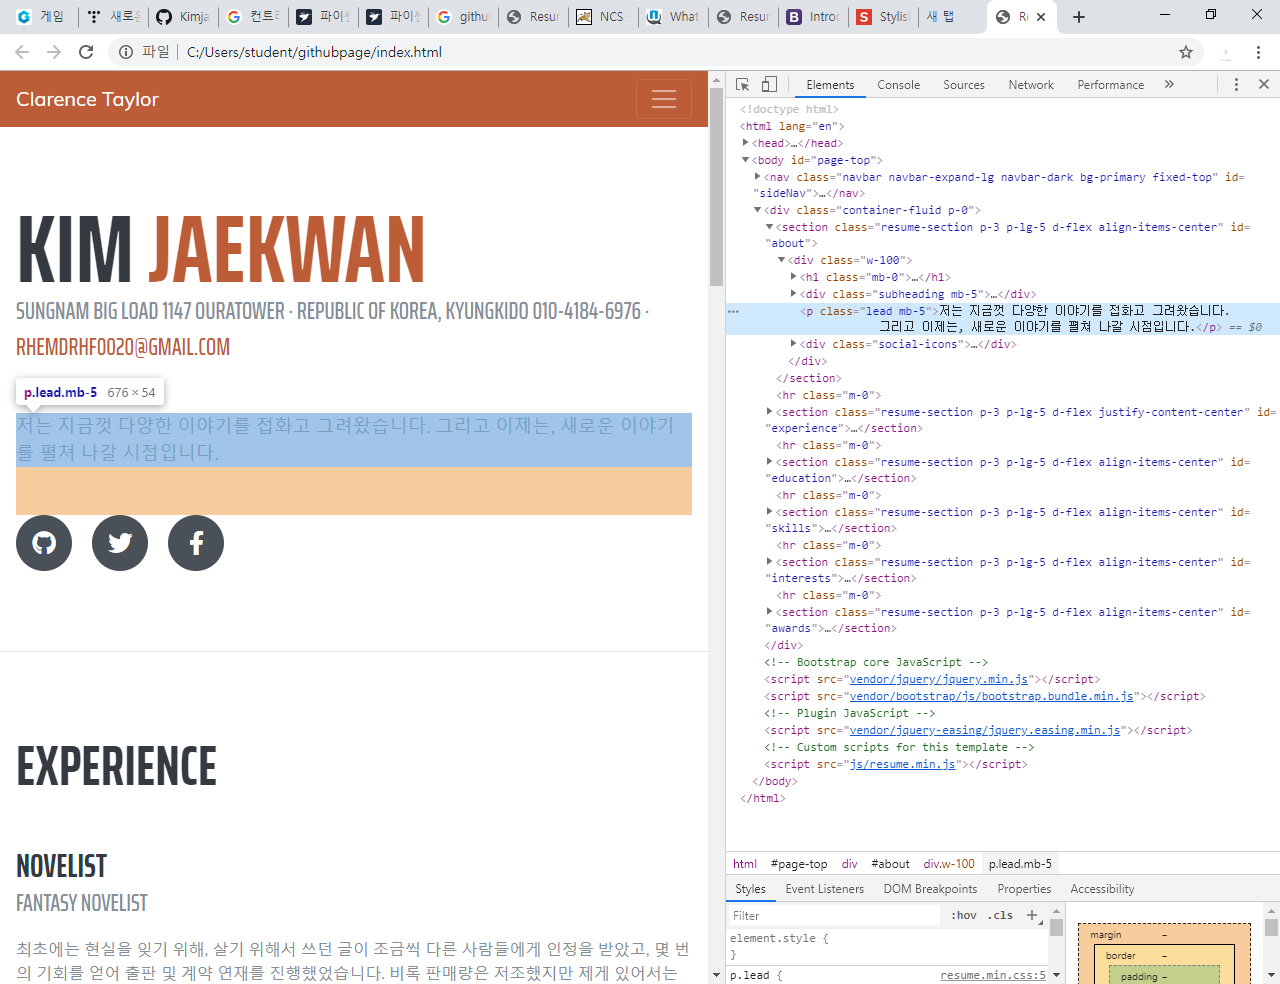 게임
새로운
Kimja
컨트
파이썬
파이썬
github
Resum
NCS
What
Resum
Introd
Stylish
새 탭
Re
파일
C:/Users/student/githubpage/index.html
Clarence Taylor
KIM JAEKWAN
SUNGNAM BIG LOAD 1147 OURATOWER · REPUBLIC OF KOREA, KYUNGKIDO 010-4184-6976 ·
RHEMDRHF0020@GMAIL.COM
p.lead.mb-5 676 × 54
저는 지금껏 다양한 이야기를 접화고 그려왔습니다. 그리고 이제는, 새로운 이야기
를 펼쳐 나갈 시점입니다.
EXPERIENCE
NOVELIST
FANTASY NOVELIST
최초에는 현실을 잊기 위해, 살기 위해서 쓰던 글이 조금씩 다른 사람들에게 인정을 받았고, 몇 번
의 기회를 얻어 출판 및 계약 연재를 진행했었습니다. 비록 판매량은 저조했지만 제게 있어서는
Elements Console Sources Network Performance »
<!doctype html>
<html lang="en">
<head>…</head>
<body id="page-top">
<nav class="navbar navbar-expand-lg navbar-dark bg-primary fixed-top" id=
"sideNav">…</nav>
<div class="container-fluid p-0">
<section class="resume-section p-3 p-lg-5 d-flex align-items-center" id=
"about">
<div class="w-100">
<h1 class="mb-0">…</h1>
<div class="subheading mb-5">…</div>
<p class="lead mb-5">저는 지금껏 다양한 이야기를 접화고 그려왔습니다.
그리고 이제는, 새로운 이야기를 펼쳐 나갈 시점입니다.</p> == $0
<div class="social-icons">…</div>
</div>
</section>
<hr class="m-0">
<section class="resume-section p-3 p-lg-5 d-flex justify-content-center" id=
"experience">…</section>
<hr class="m-0">
<section class="resume-section p-3 p-lg-5 d-flex align-items-center" id=
"education">…</section>
<hr class="m-0">
<section class="resume-section p-3 p-lg-5 d-flex align-items-center" id=
"skills">…</section>
<hr class="m-0">
<section class="resume-section p-3 p-lg-5 d-flex align-items-center" id=
"interests">…</section>
<hr class="m-0">
<section class="resume-section p-3 p-lg-5 d-flex align-items-center" id=
"awards">…</section>
</div>
<!-- Bootstrap core JavaScript -->
<script src="vendor/jquery/jquery.min.js"></script>
<script src="vendor/bootstrap/js/bootstrap.bundle.min.js"></script>
<!-- Plugin JavaScript -->
<script src="vendor/jquery-easing/jquery.easing.min.js"></script>
<!-- Custom scripts for this template -->
<script src="js/resume.min.js"></script>
</body>
</html>
html #page-top div #about div.w-100 p.lead.mb-5
Styles Event Listeners DOM Breakpoints Properties Accessibility
Filter :hov .cls +
element.style {
}
p.lead { resume.min.css:5
margin –
border –
padding –